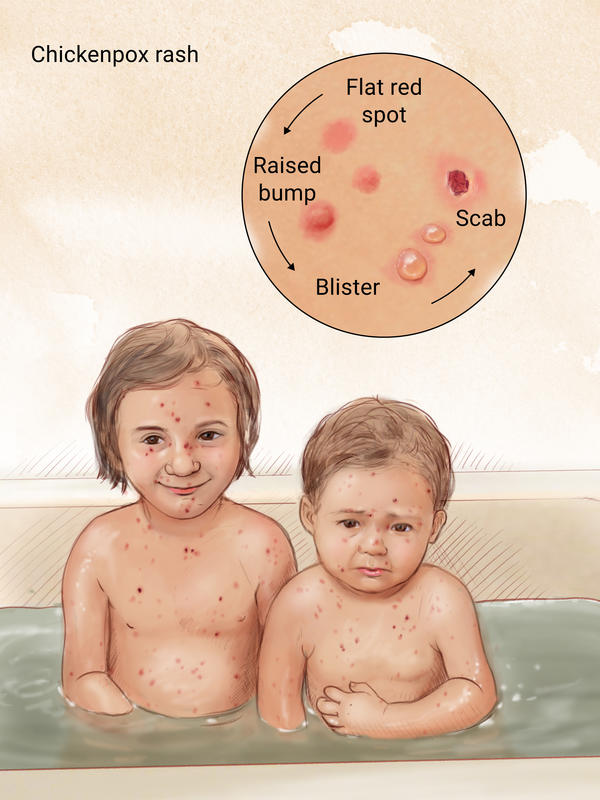 Chickenpox rash
Flat red
spot
Raised
bump
Scab
Blister